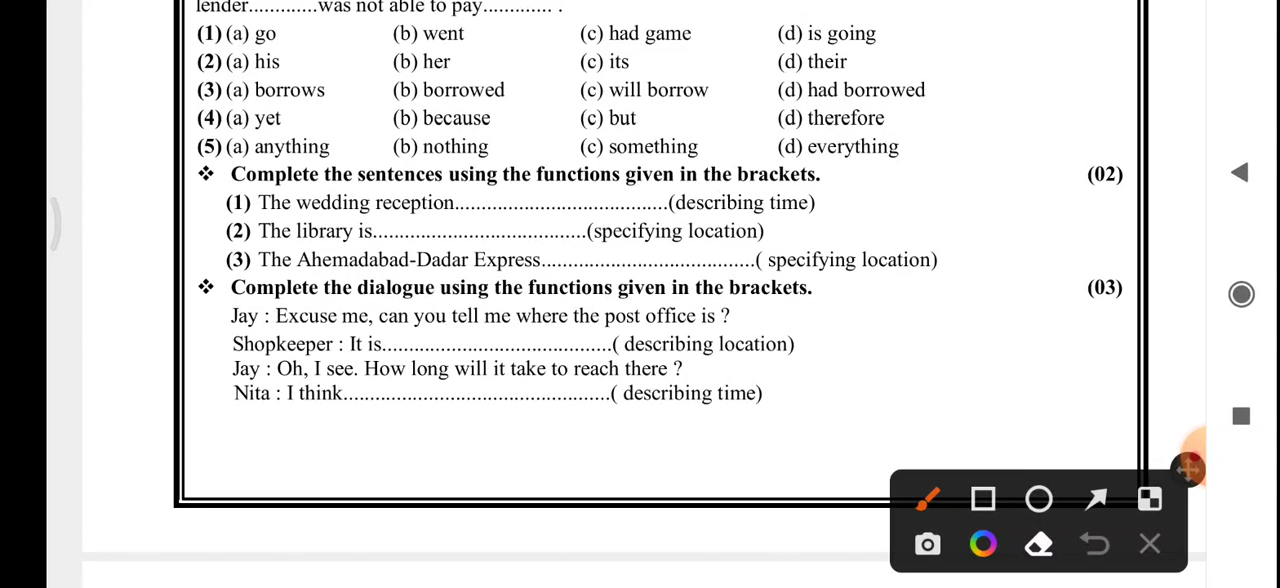 lender.............was not able to pay............. .
(1) (a) go (b) went (c) had game (d) is going
(2) (a) his (b) her (c) its (d) their
(3) (a) borrows (b) borrowed (c) will borrow (d) had borrowed
(4) (a) yet (b) because (c) but (d) therefore
(5) (a) anything (b) nothing (c) something (d) everything
❖ Complete the sentences using the functions given in the brackets. (02)
(1) The wedding reception........................................(describing time)
(2) The library is........................................(specifying location)
(3) The Ahemadabad-Dadar Express........................................( specifying location)
❖ Complete the dialogue using the functions given in the brackets. (03)
Jay : Excuse me, can you tell me where the post office is ?
Shopkeeper : It is...........................................( describing location)
Jay : Oh, I see. How long will it take to reach there ?
Nita : I think..................................................( describing time)